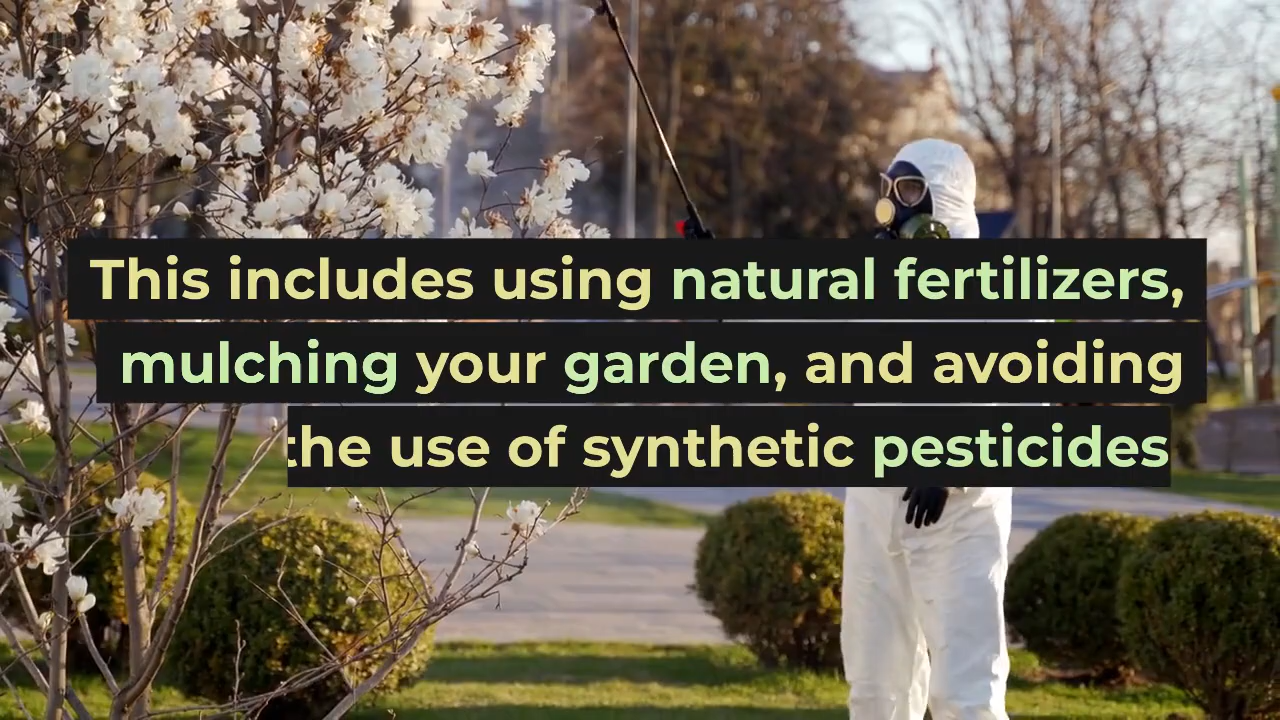 This includes using natural fertilizers,
mulching your garden, and avoiding
the use of synthetic pesticides